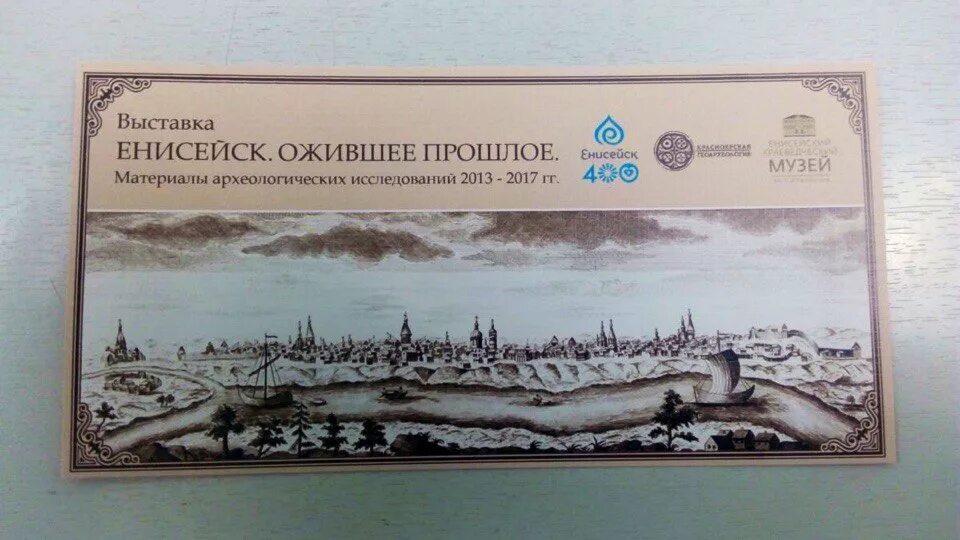 Выставка
ЕНИСЕЙСК. ОЖИВШЕЕ ПРОШЛОЕ.
Материалы археологических исследований 2013 - 2017 гг.
Енисейск
400
КРАСНОЯРСКАЯ
ГЕОАРХЕОЛОГИЯ
ЕНИСЕЙСКИЙ
КРАЕВЕДЧЕСКИЙ
МУЗЕЙ